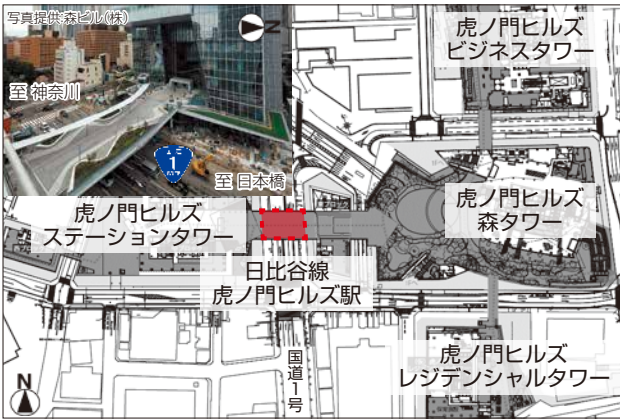 写真提供:森ビル(株)
N
至 神奈川
1
至 日本橋
虎ノ門ヒルズ
ビジネスタワー
虎ノ門ヒルズ
森タワー
虎ノ門ヒルズ
ステーションタワー
日比谷線
虎ノ門ヒルズ駅
国道1号
虎ノ門ヒルズ
レジデンシャルタワー
N